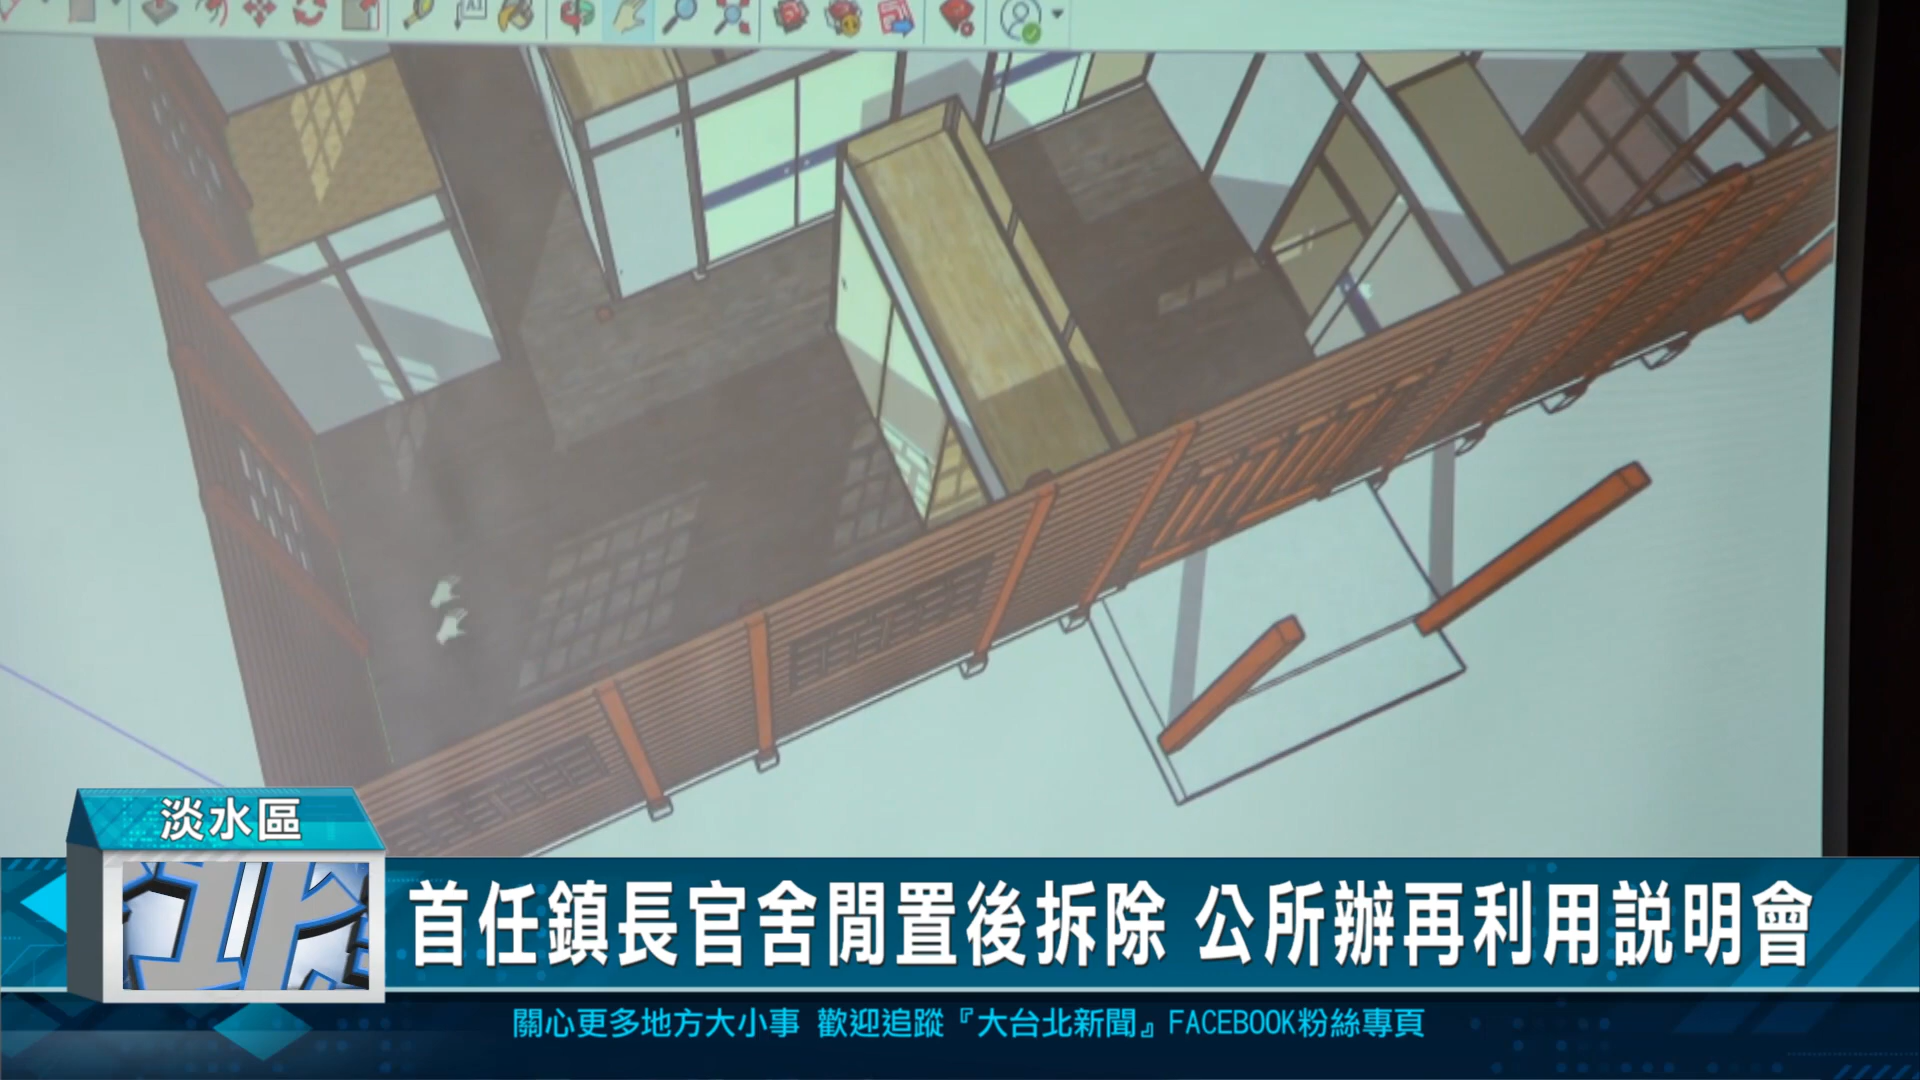 淡水區
首任鎮長官舍閒置後拆除 公所辦再利用說明會
關心更多地方大小事 歡迎追蹤『大台北新聞』FACEBOOK粉絲專頁